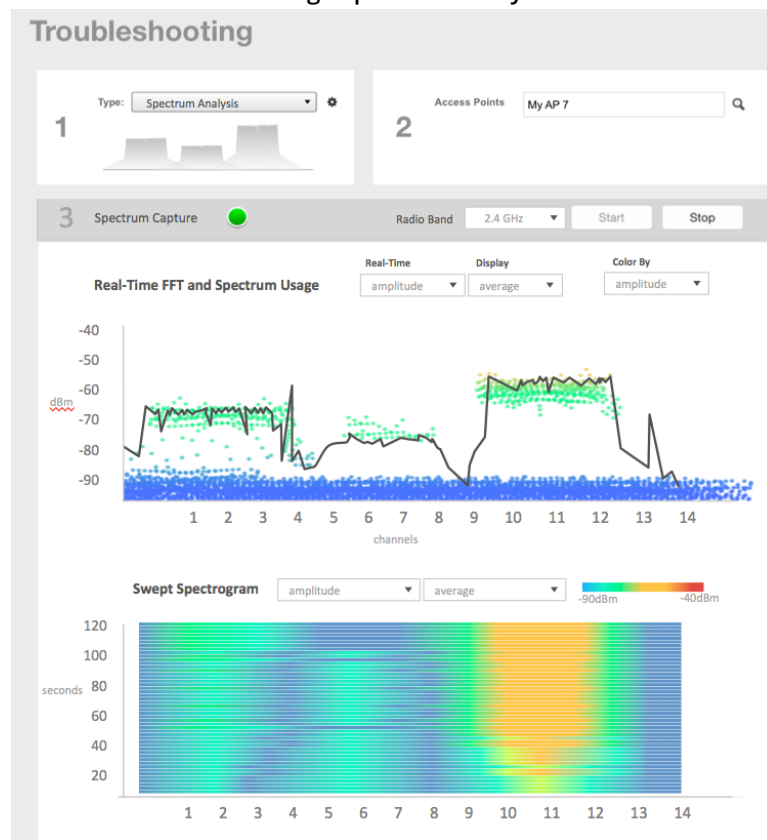 Troubleshooting
1
Type:
Spectrum Analysis
2
Access Points
My AP 7
3
Spectrum Capture
Radio Band
2.4 GHz
Start
Stop
Real-Time FFT and Spectrum Usage
Real-Time
amplitude
Display
average
Color By
amplitude
-40
-50
-60
dBm
-70
-80
-90
1 2 3 4 5 6 7 8 9 10 11 12 13 14
channels
Swept Spectrogram
amplitude
average
-90dBm
-40dBm
120
100
seconds 80
60
40
20
1 2 3 4 5 6 7 8 9 10 11 12 13 14